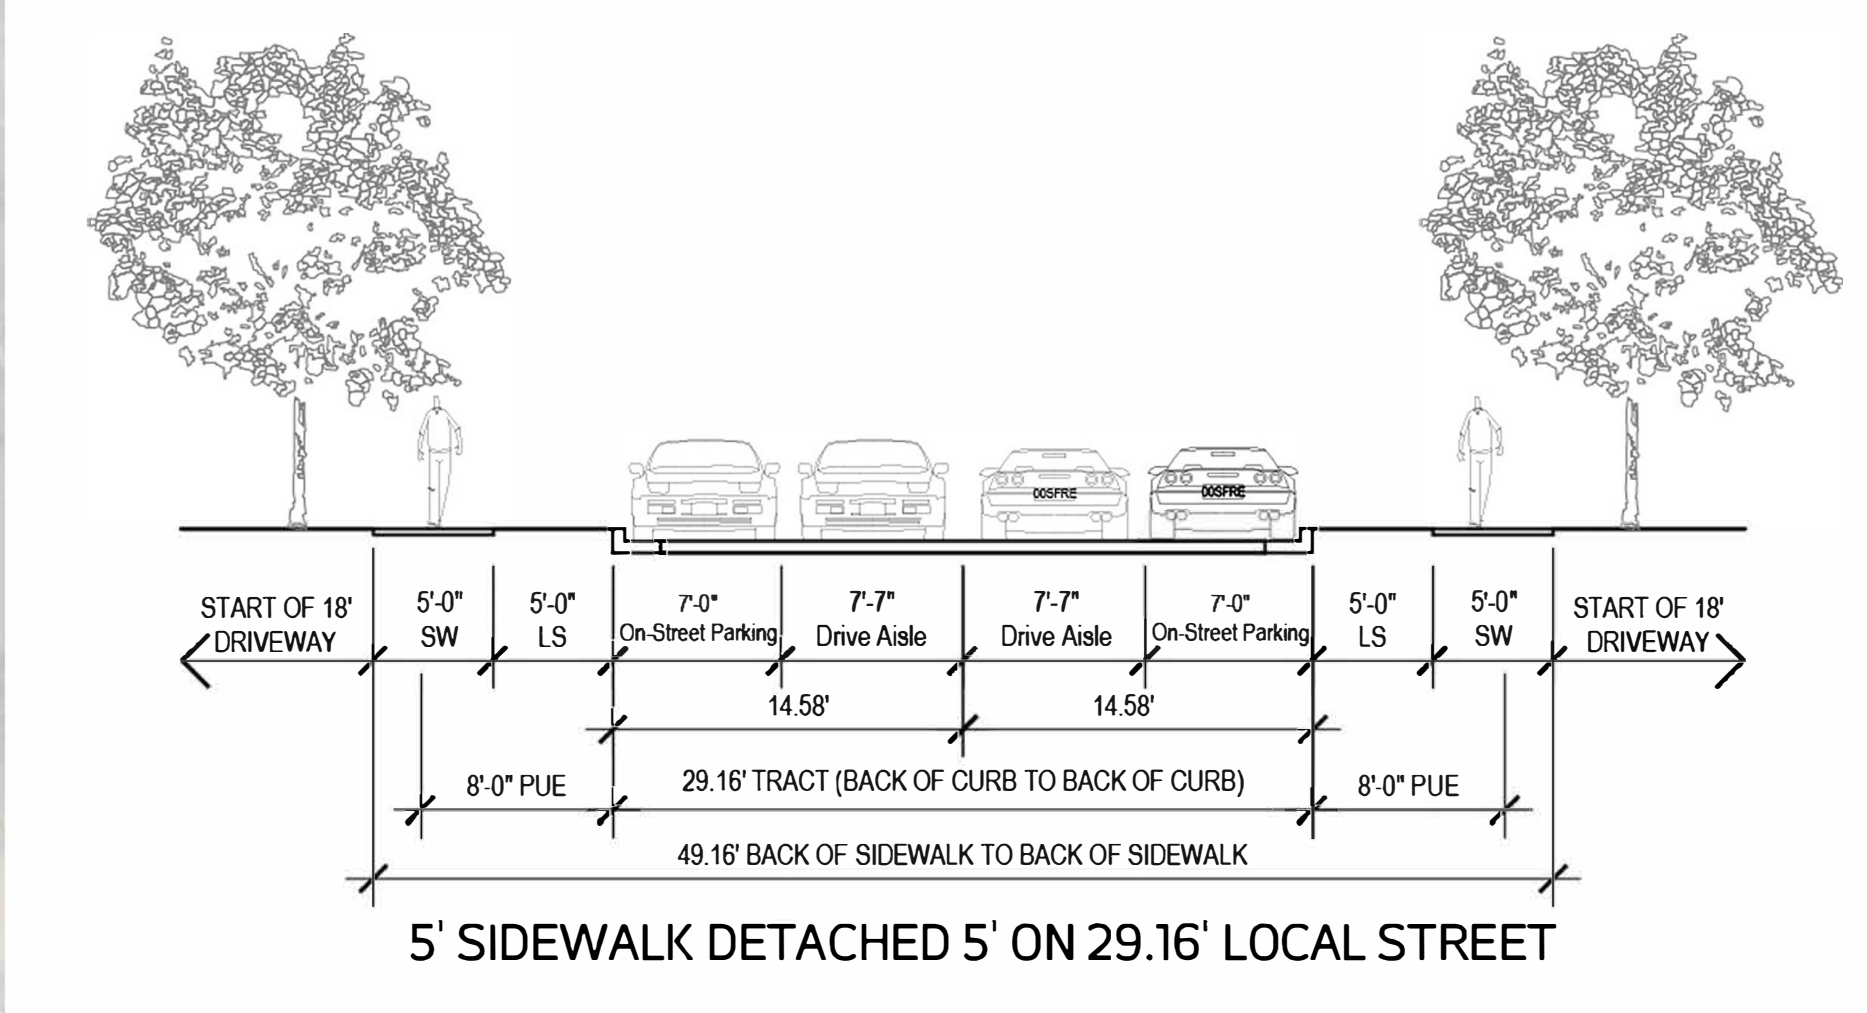 00SFRE
00SFRE
START OF 18'
DRIVEWAY
5'-0"
SW
5'-0"
LS
7'-0"
On-Street Parking
7'-7"
Drive Aisle
7'-7"
Drive Aisle
7'-0"
On-Street Parking
5'-0"
LS
5'-0"
SW
START OF 18'
DRIVEWAY
14.58'
14.58'
8'-0" PUE
29.16' TRACT (BACK OF CURB TO BACK OF CURB)
8'-0" PUE
49.16' BACK OF SIDEWALK TO BACK OF SIDEWALK
5' SIDEWALK DETACHED 5' ON 29.16' LOCAL STREET